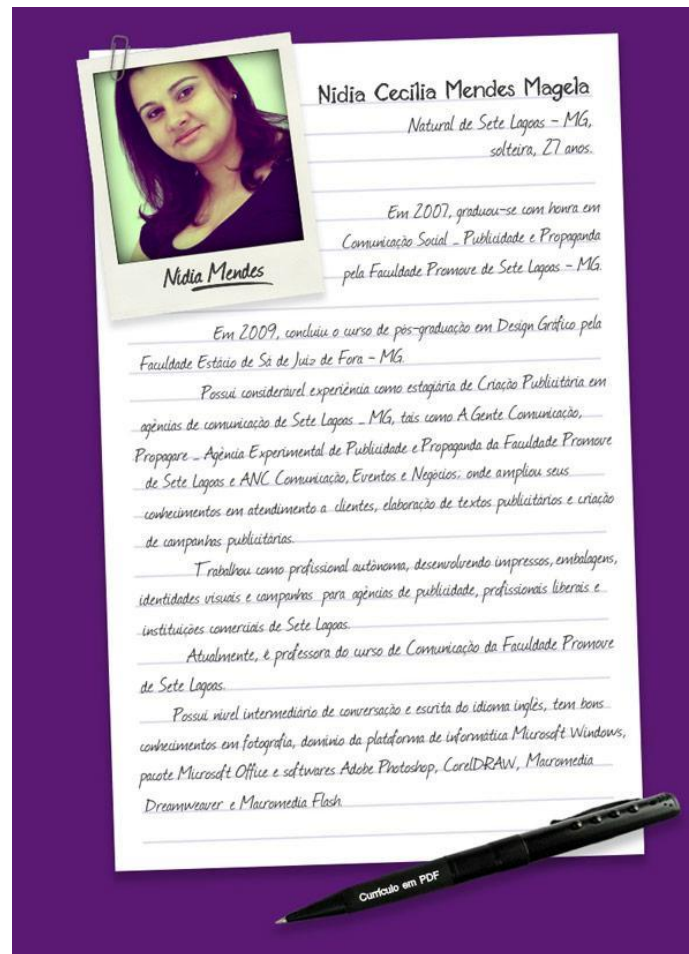 Nidia Cecília Mendes Magela
Natural de Sete Lagoas - MG,
solteira, 27 anos.
Em 2007, graduou-se com honra em
Comunicação Social _ Publicidade e Propaganda
pela Faculdade Promove de Sete Lagoas - MG.
Nidia Mendes
Em 2009, concluiu o curso de pós-graduação em Design Gráfico pela
Faculdade Estácio de Sá de Juiz de Fora - MG.
Possui considerável experiência como estagiária de Criação Publicitária em
agências de comunicação de Sete Lagoas _ MG, tais como A Gente Comunicação,
Propagare _ Agência Experimental de Publicidade e Propaganda da Faculdade Promove
de Sete Lagoas e ANC Comunicação, Eventos e Negócios; onde ampliou seus
conhecimentos em atendimento a clientes, elaboração de textos publicitários e criação
de campanhas publicitárias.
Trabalhou como profissional autônoma, desenvolvendo impressos, embalagens,
identidades visuais e campanhas para agências de publicidade, profissionais liberais e
instituições comerciais de Sete Lagoas.
Atualmente, é professora do curso de Comunicação da Faculdade Promove
de Sete Lagoas.
Possui nível intermediário de conversação e escrita do idioma inglês, tem bons
conhecimentos em fotografia, domínio da plataforma de informática Microsoft Windows,
pacote Microsoft Office e softwares Adobe Photoshop, CorelDRAW, Macromedia
Dreamweaver e Macromedia Flash.
Currículo em PDF